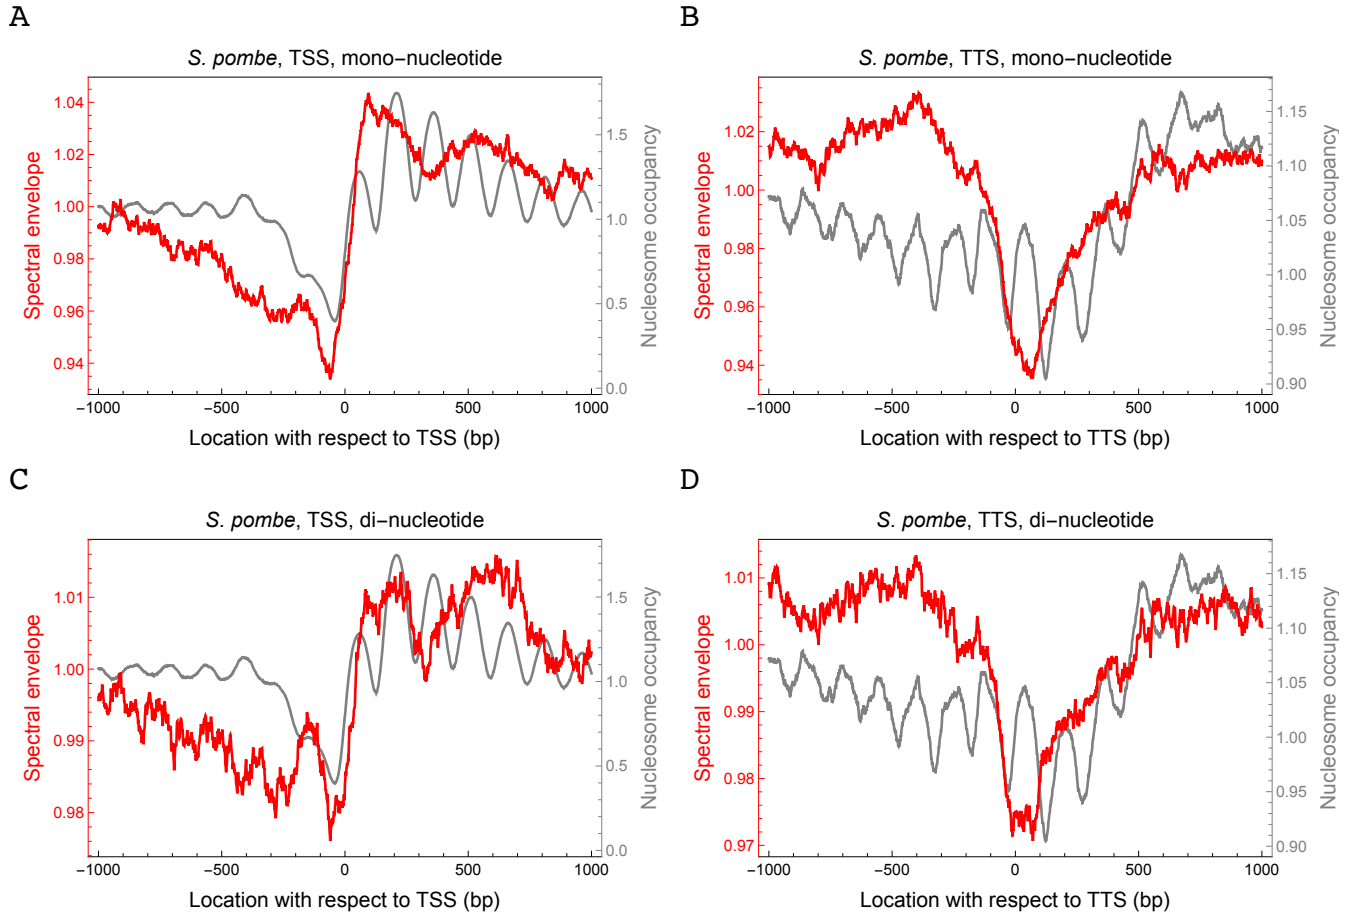 A
S. pombe, TSS, mono-nucleotide
1.04
1.02
1.00
0.98
0.96
0.94
Spectral envelope
1.5
1.0
0.5
0.0
Nucleosome occupancy
-1000 -500 0 500 1000
Location with respect to TSS (bp)
B
S. pombe, TTS, mono-nucleotide
1.02
1.00
0.98
0.96
0.94
Spectral envelope
1.15
1.10
1.05
1.00
0.95
0.90
Nucleosome occupancy
-1000 -500 0 500 1000
Location with respect to TTS (bp)
C
S. pombe, TSS, di-nucleotide
1.01
1.00
0.99
0.98
Spectral envelope
1.5
1.0
0.5
0.0
Nucleosome occupancy
-1000 -500 0 500 1000
Location with respect to TSS (bp)
D
S. pombe, TTS, di-nucleotide
1.01
1.00
0.99
0.98
0.97
Spectral envelope
1.15
1.10
1.05
1.00
0.95
0.90
Nucleosome occupancy
-1000 -500 0 500 1000
Location with respect to TTS (bp)